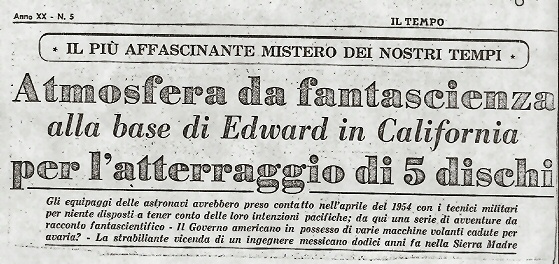 Anno XX - N. 5
IL TEMPO
* IL PIÙ AFFASCINANTE MISTERO DEI NOSTRI TEMPI *
Atmosfera da fantascienza
alla base di Edward in California
per l'atterraggio di 5 dischi
Gli equipaggi delle astronavi avrebbero preso contatto nell'aprile del 1954 con i tecnici militari
per niente disposti a tener conto delle loro intenzioni pacifiche; da qui una serie di avventure da
racconto fantascientifico - Il Governo americano in possesso di varie macchine volanti cadute per
avaria? - La strabiliante vicenda di un ingegnere messicano dodici anni fa nella Sierra Madre